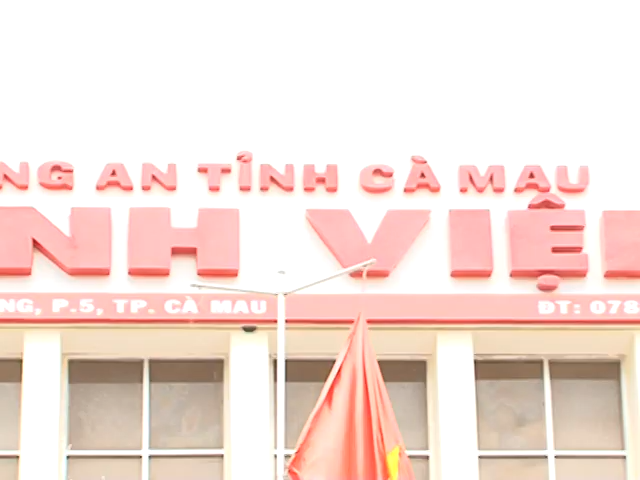 NG AN TỈNH CÀ MAU
NH VIỆ
NG, P.5, TP. CÀ MAU ĐT: 078